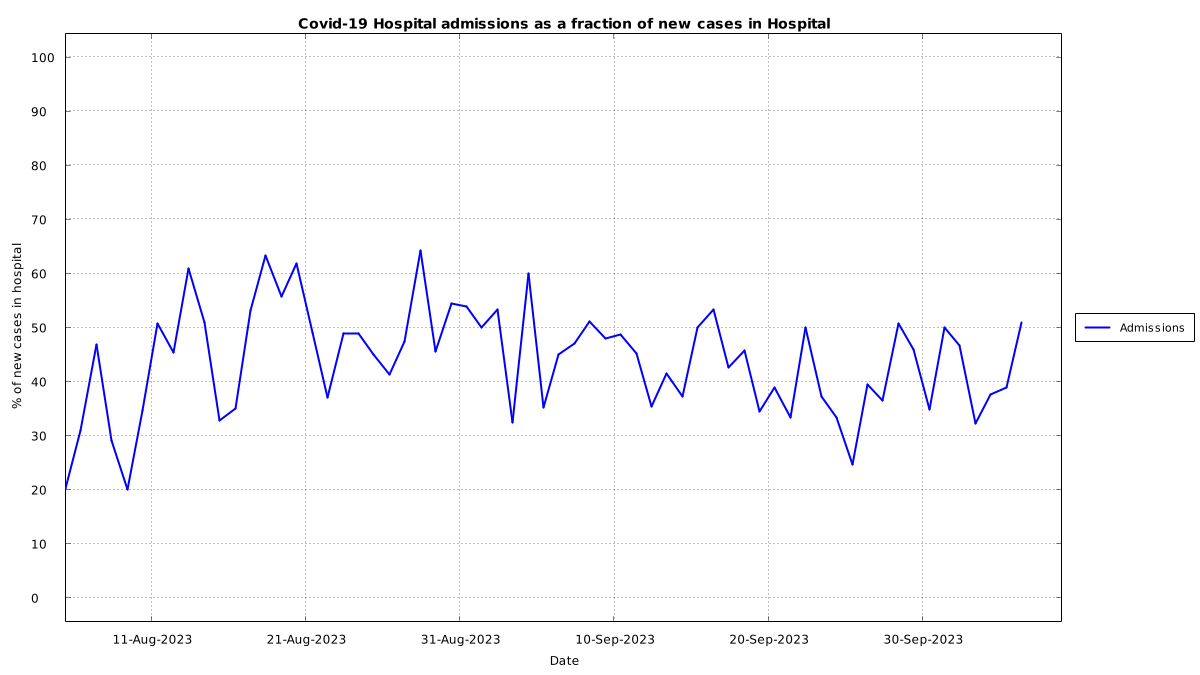 Covid-19 Hospital admissions as a fraction of new cases in Hospital
100
90
80
70
60
50
40
30
20
10
0
% of new cases in hospital
11-Aug-2023
21-Aug-2023
31-Aug-2023
10-Sep-2023
20-Sep-2023
30-Sep-2023
Date
Admissions